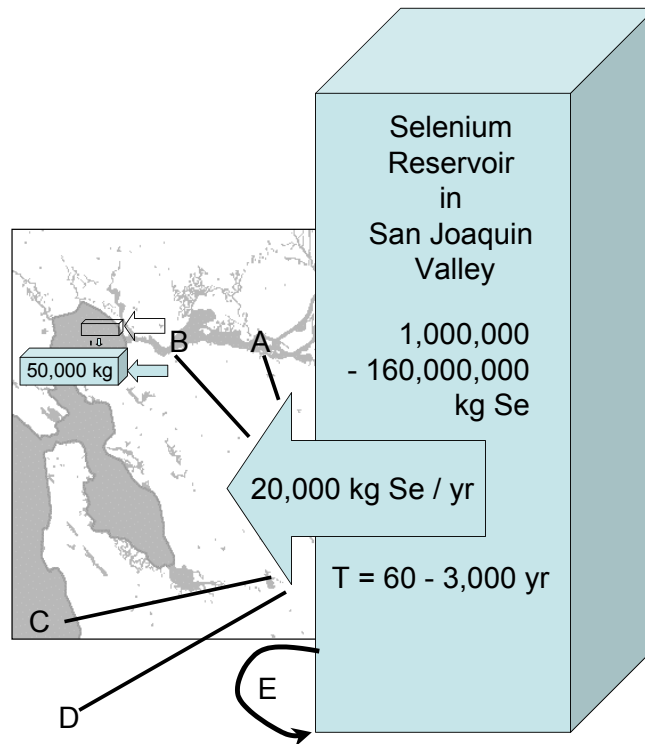 Selenium
Reservoir
in
San Joaquin
Valley
1,000,000
- 160,000,000
kg Se
B
A
50,000 kg
20,000 kg Se / yr
T = 60 - 3,000 yr
C
E
D